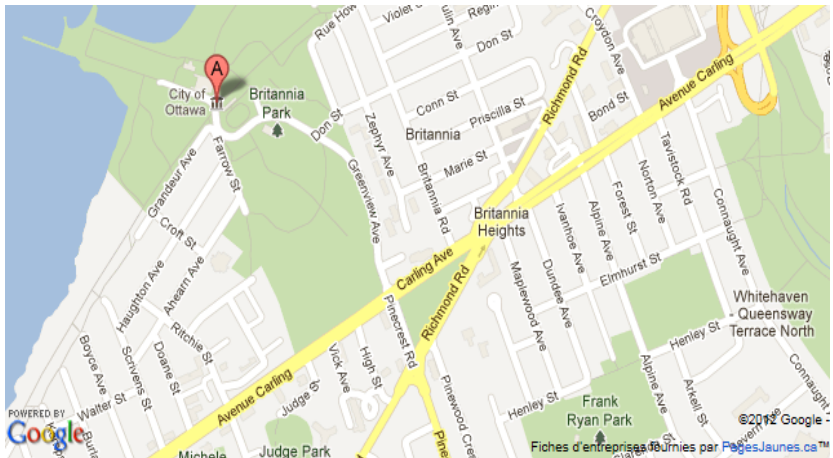 Rue How
Violet S
ulin Ave
Regin
Croydon Ave
Don St
Richmond Rd
Avenue Carling
A
City of
Ottawa
Britannia
Park
Don St
Conn St
Priscilla St
Bond St
Zephyr Ave
Britannia
Marie St
Grandeur Ave
Farrow St
Greenview Ave
Britannia Rd
Forest St
Norton Ave
Tavistock Rd
Connaught Ave
Croft St
Britannia
Heights
Ivanhoe Ave
Alpine Ave
Carling Ave
Richmond Rd
Elmhurst St
Haughton Ave
Ahearn Ave
Maplewood Ave
Dundee Ave
Whitehaven
- Queensway
Terrace North
Ritchie St
Pinecrest Rd
Henley St
Boyce Ave
Scrivens St
Doane St
Vick Ave
High St
Alpine Ave
Arkell St
Connaught
Walter St
Avenue Carling
Judge St
Pinewood Cres
Henley St
Frank
Ryan Park
POWERED BY
Google
Michele
Judge Park
©2012 Google -
Fiches d'entreprises fournies par PagesJaunes.ca™